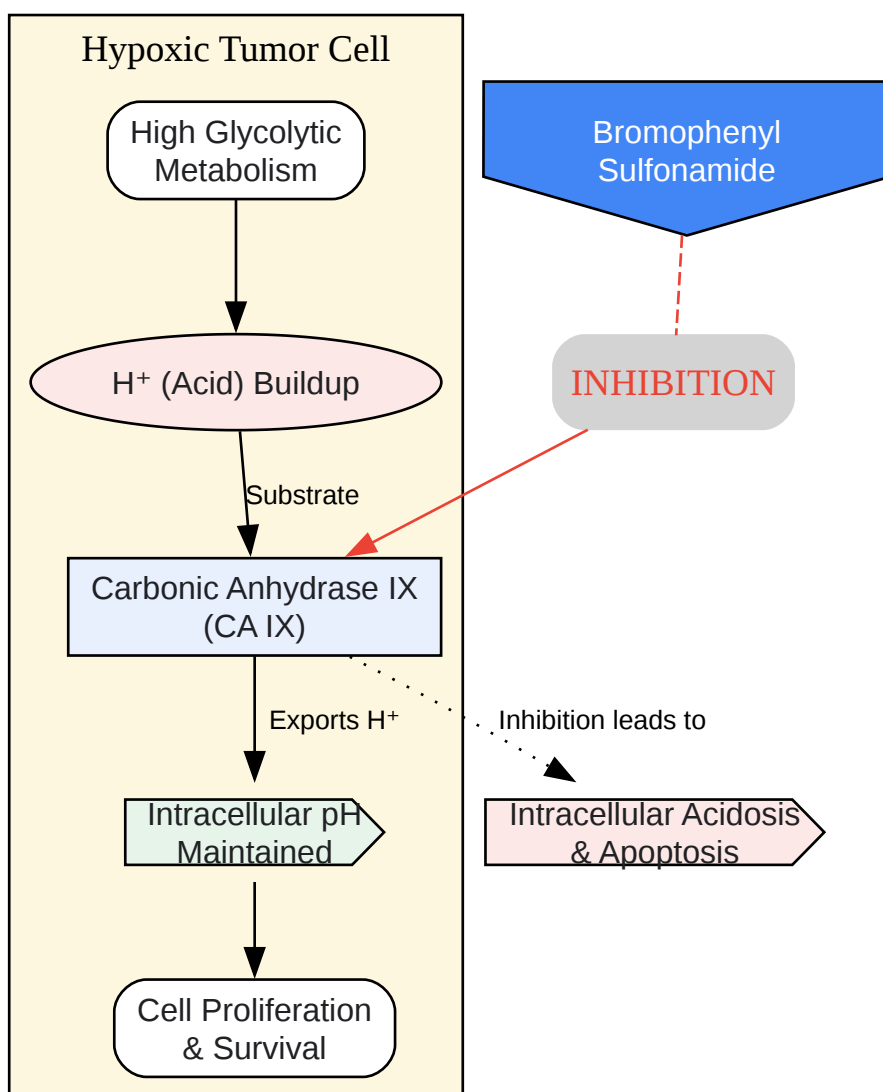 Hypoxic Tumor Cell
High Glycolytic
Metabolism
Bromophenyl
Sulfonamide
H⁺ (Acid) Buildup
INHIBITION
Substrate
Carbonic Anhydrase IX
(CA IX)
Exports H⁺
Inhibition leads to
Intracellular pH
Maintained
Intracellular Acidosis
& Apoptosis
Cell Proliferation
& Survival